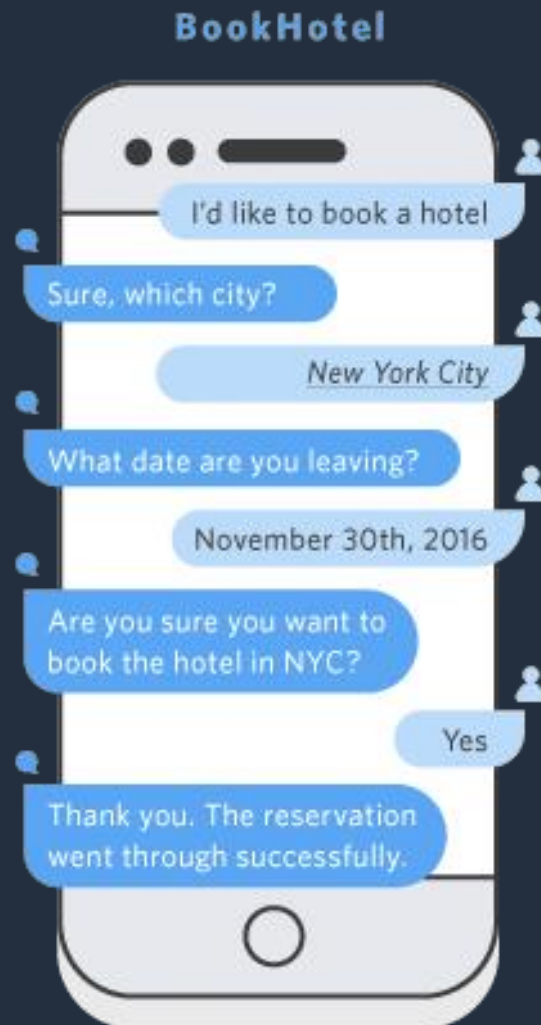 BookHotel
I'd like to book a hotel
Sure, which city?
New York City
What date are you leaving?
November 30th, 2016
Are you sure you want to
book the hotel in NYC?
Yes
Thank you. The reservation
went through successfully.